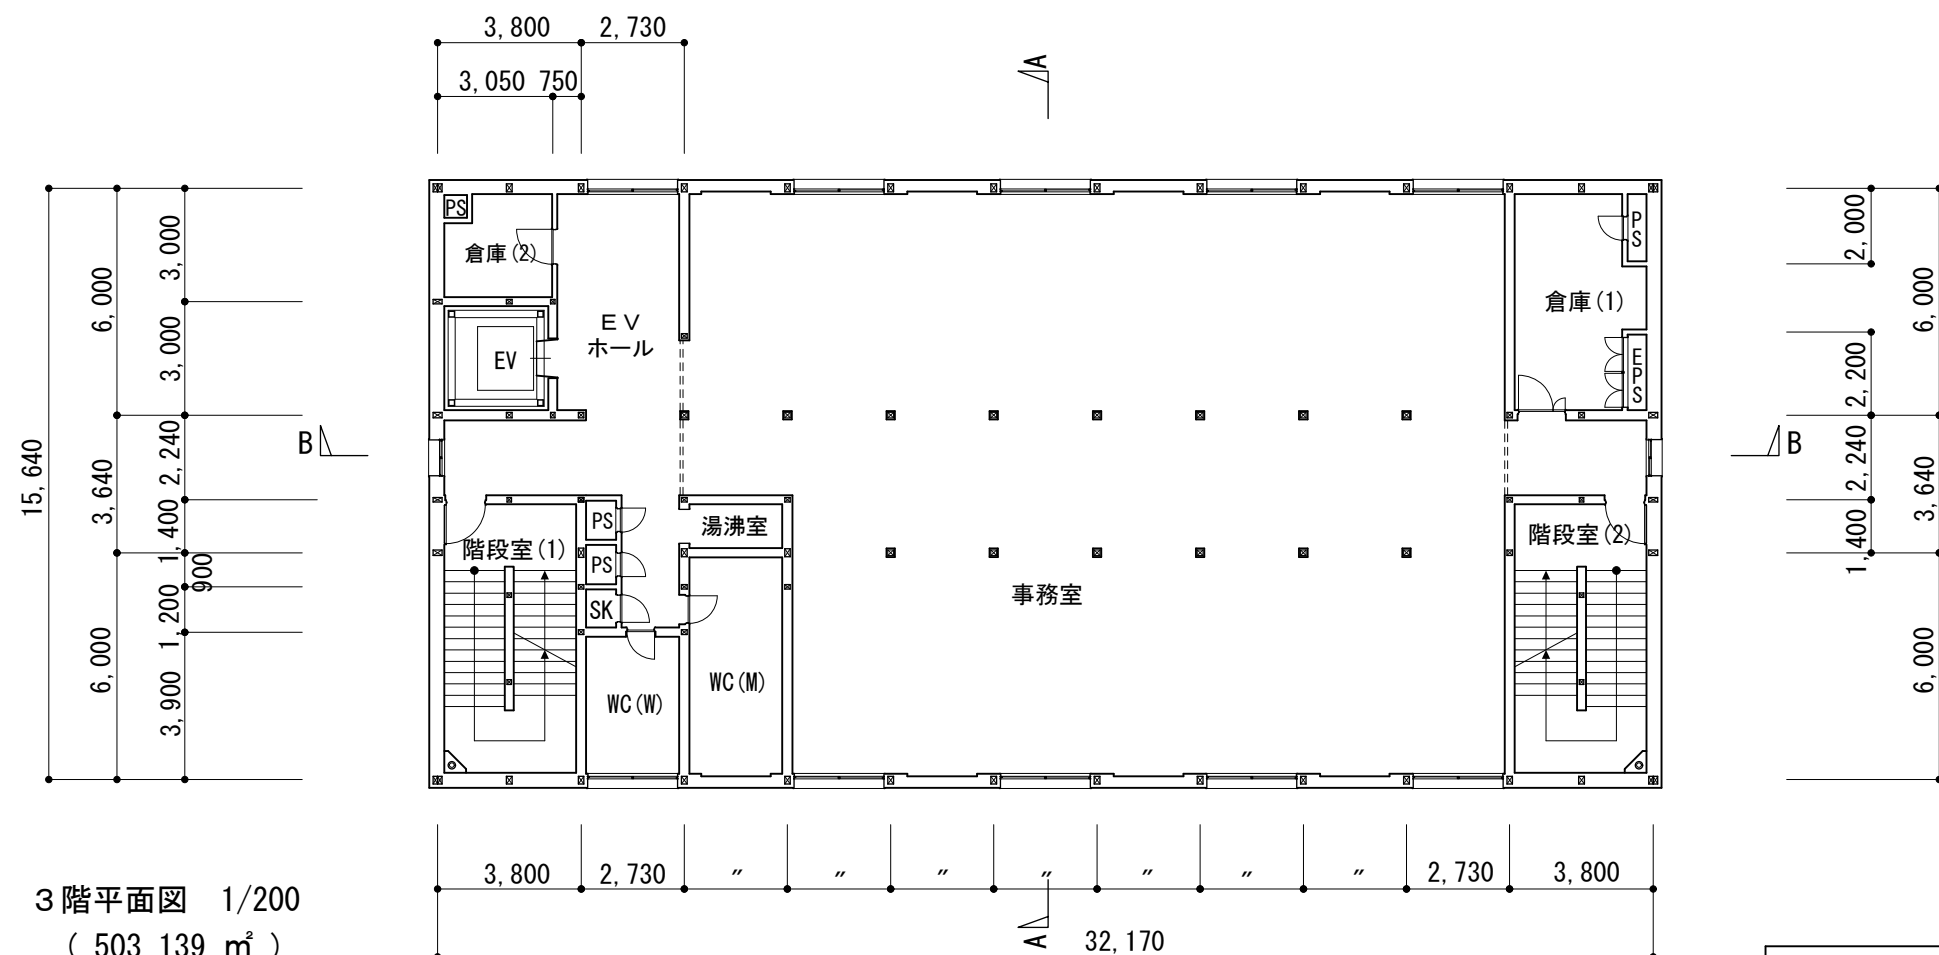 3,800 2,730
3,050 750
A
PS
倉庫(2)
EV
ホール
EV
P
S
倉庫(1)
E
P
S
3,000
3,000
2,240
1,400
900
1,200
3,900
6,000
3,640
6,000
15,640
2,000
2,200
2,240
1,400
6,000
3,640
6,000
B
B
PS
湯沸室
階段室(1)
PS
SK
階段室(2)
事務室
WC(M)
WC(W)
3,800 2,730 〃 〃 〃 〃 〃 〃 〃 2,730 3,800
3階平面図 1/200
A
32,170
( 503 139 ㎡ )